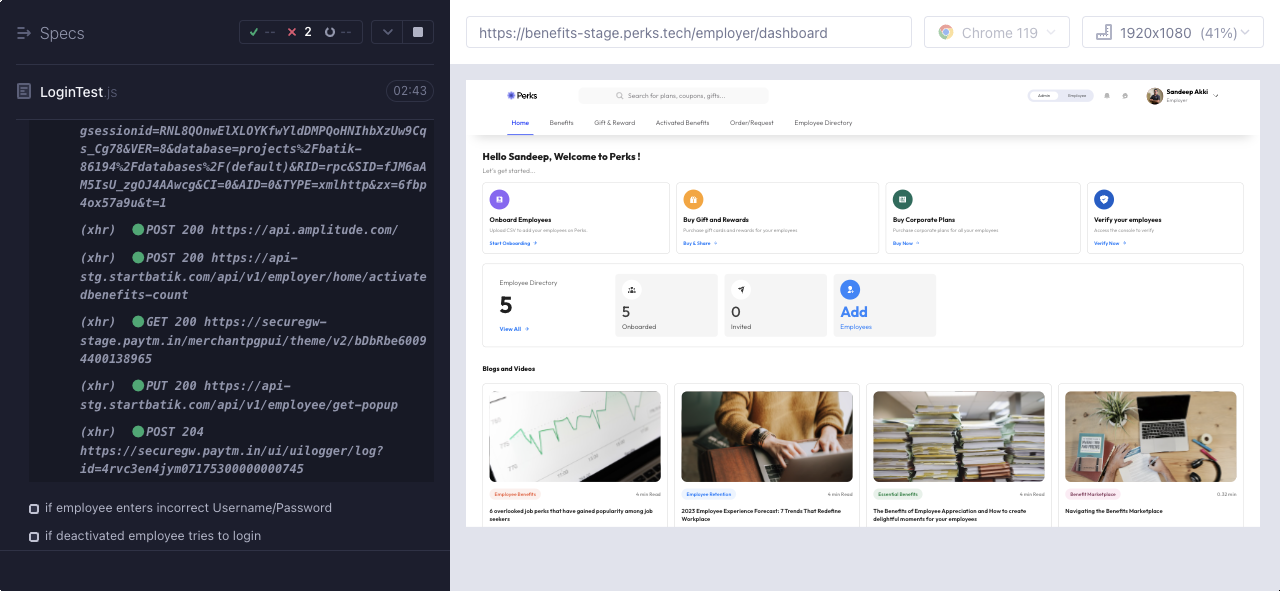 Specs
-- 2 --
LoginTest.js
02:43
gsessionid=RNL8QOnwElXLOYKfwYldDMPQoHNIhbXzUw9Cq
s_Cg78&VER=8&database=projects%2Fbatik-
86194%2Fdatabases%2F(default)&RID=rpc&SID=fJM6aA
M5IsU_zgOJ4AAwcg&CI=0&AID=0&TYPE=xmlhttp&zx=6fbp
4ox57a9u&t=1
(xhr) POST 200 https://api.amplitude.com/
(xhr) POST 200 https://api-
stg.startbatik.com/api/v1/employer/home/activate
dbenefits-count
(xhr) GET 200 https://securegw-
stage.paytm.in/merchantpgpui/theme/v2/bDbRbe6009
4400138965
(xhr) PUT 200 https://api-
stg.startbatik.com/api/v1/employee/get-popup
(xhr) POST 204
https://securegw.paytm.in/ui/uilogger/log?
id=4rvc3en4jym07175300000000745
if employee enters incorrect Username/Password
if deactivated employee tries to login
https://benefits-stage.perks.tech/employer/dashboard
Chrome 119
1920x1080 (41%)
Perks
Search for plans, coupons, gifts...
Admin Employee
Sandeep Akki
Employer
Home Benefits Gift & Reward Activated Benefits Order/Request Employee Directory
Hello Sandeep, Welcome to Perks !
Let's get started...
Onboard Employees
Upload CSV to add your employees on Perks.
Start Onboarding
Buy Gift and Rewards
Purchase gift cards and rewards for your employees
Buy & Share
Buy Corporate Plans
Purchase corporate plans for all your employees
Buy Now
Verify your employees
Access the console to verify
Verify Now
Employee Directory
5
View All
5
Onboarded
0
Invited
Add
Employees
Blogs and Videos
Employee Benefits
4 min Read
6 overlooked job perks that have gained popularity among job
seekers
Employee Retention
4 min Read
2023 Employee Experience Forecast: 7 Trends That Redefine
Workplace
Essential Benefits
4 min Read
The Benefits of Employee Appreciation and How to create
delightful moments for your employees
Benefit Marketplace
0.32 min
Navigating the Benefits Marketplace